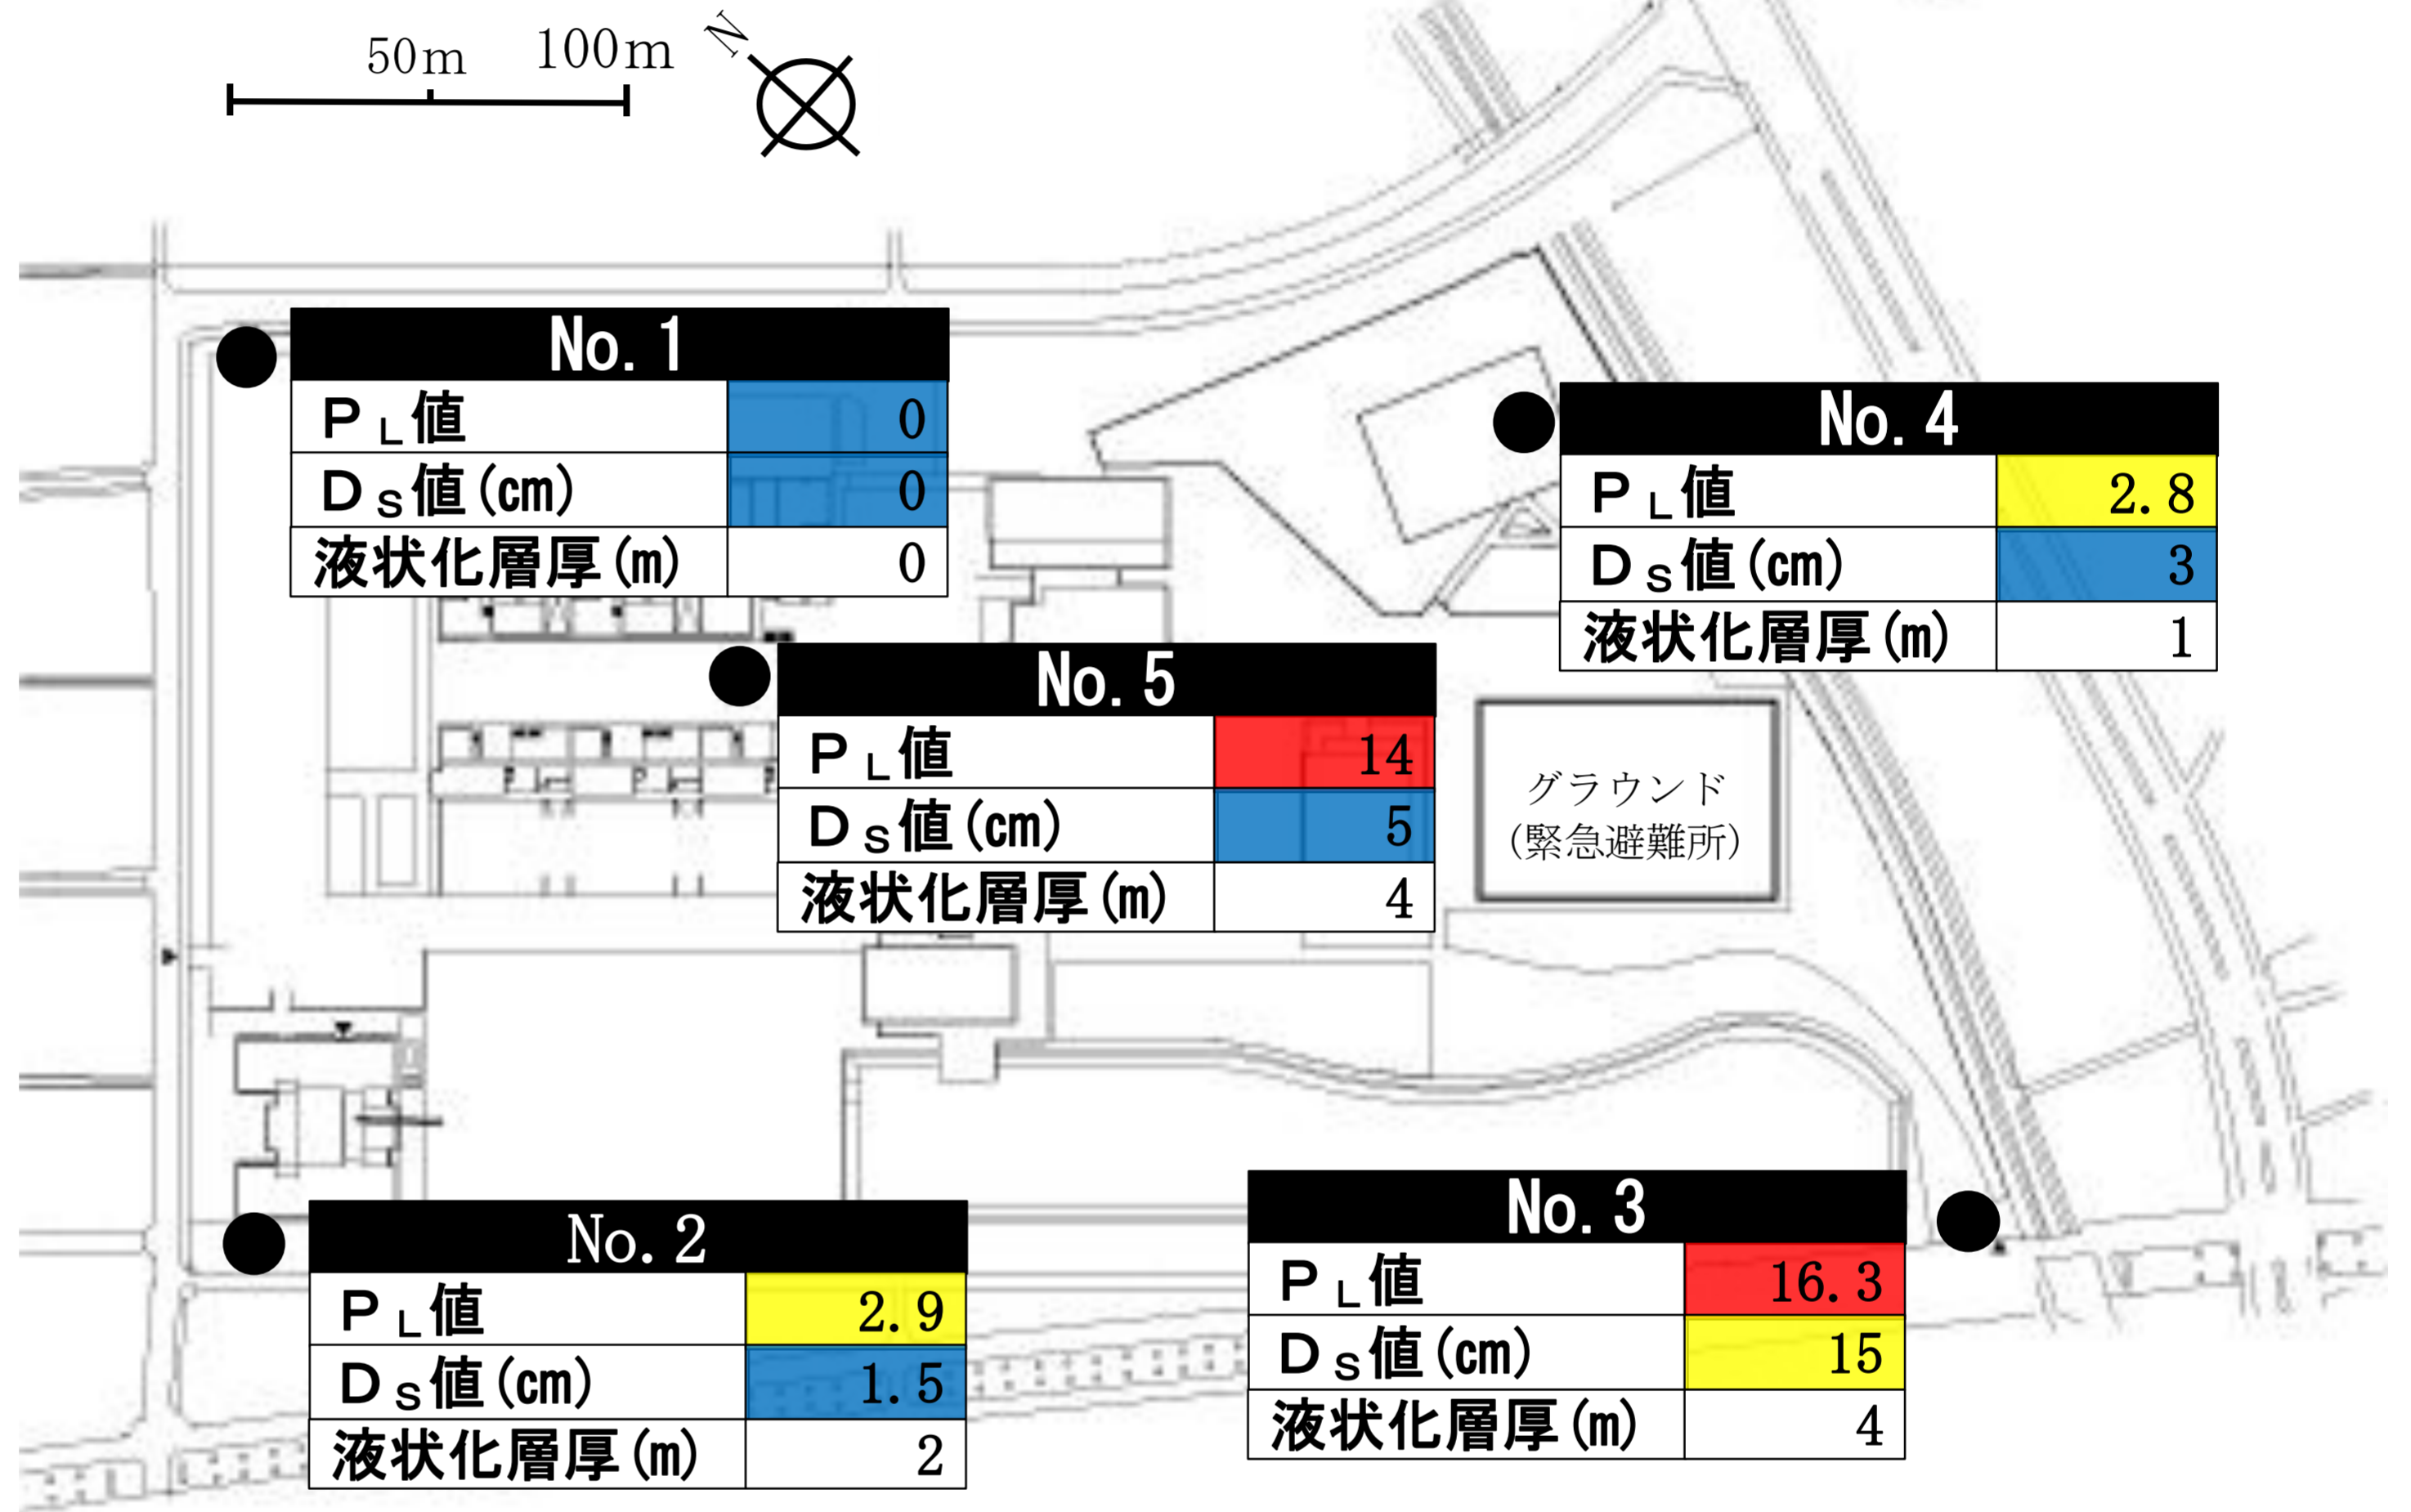 50m 100m N
No. 1
PL値 0
Ds値(cm) 0
液状化層厚(m) 0
No. 4
PL値 2.8
Ds値(cm) 3
液状化層厚(m) 1
No. 5
PL値 14
Ds値(cm) 5
液状化層厚(m) 4
グラウンド
(緊急避難所)
No. 2
PL値 2.9
Ds値(cm) 1.5
液状化層厚(m) 2
No. 3
PL値 16.3
Ds値(cm) 15
液状化層厚(m) 4